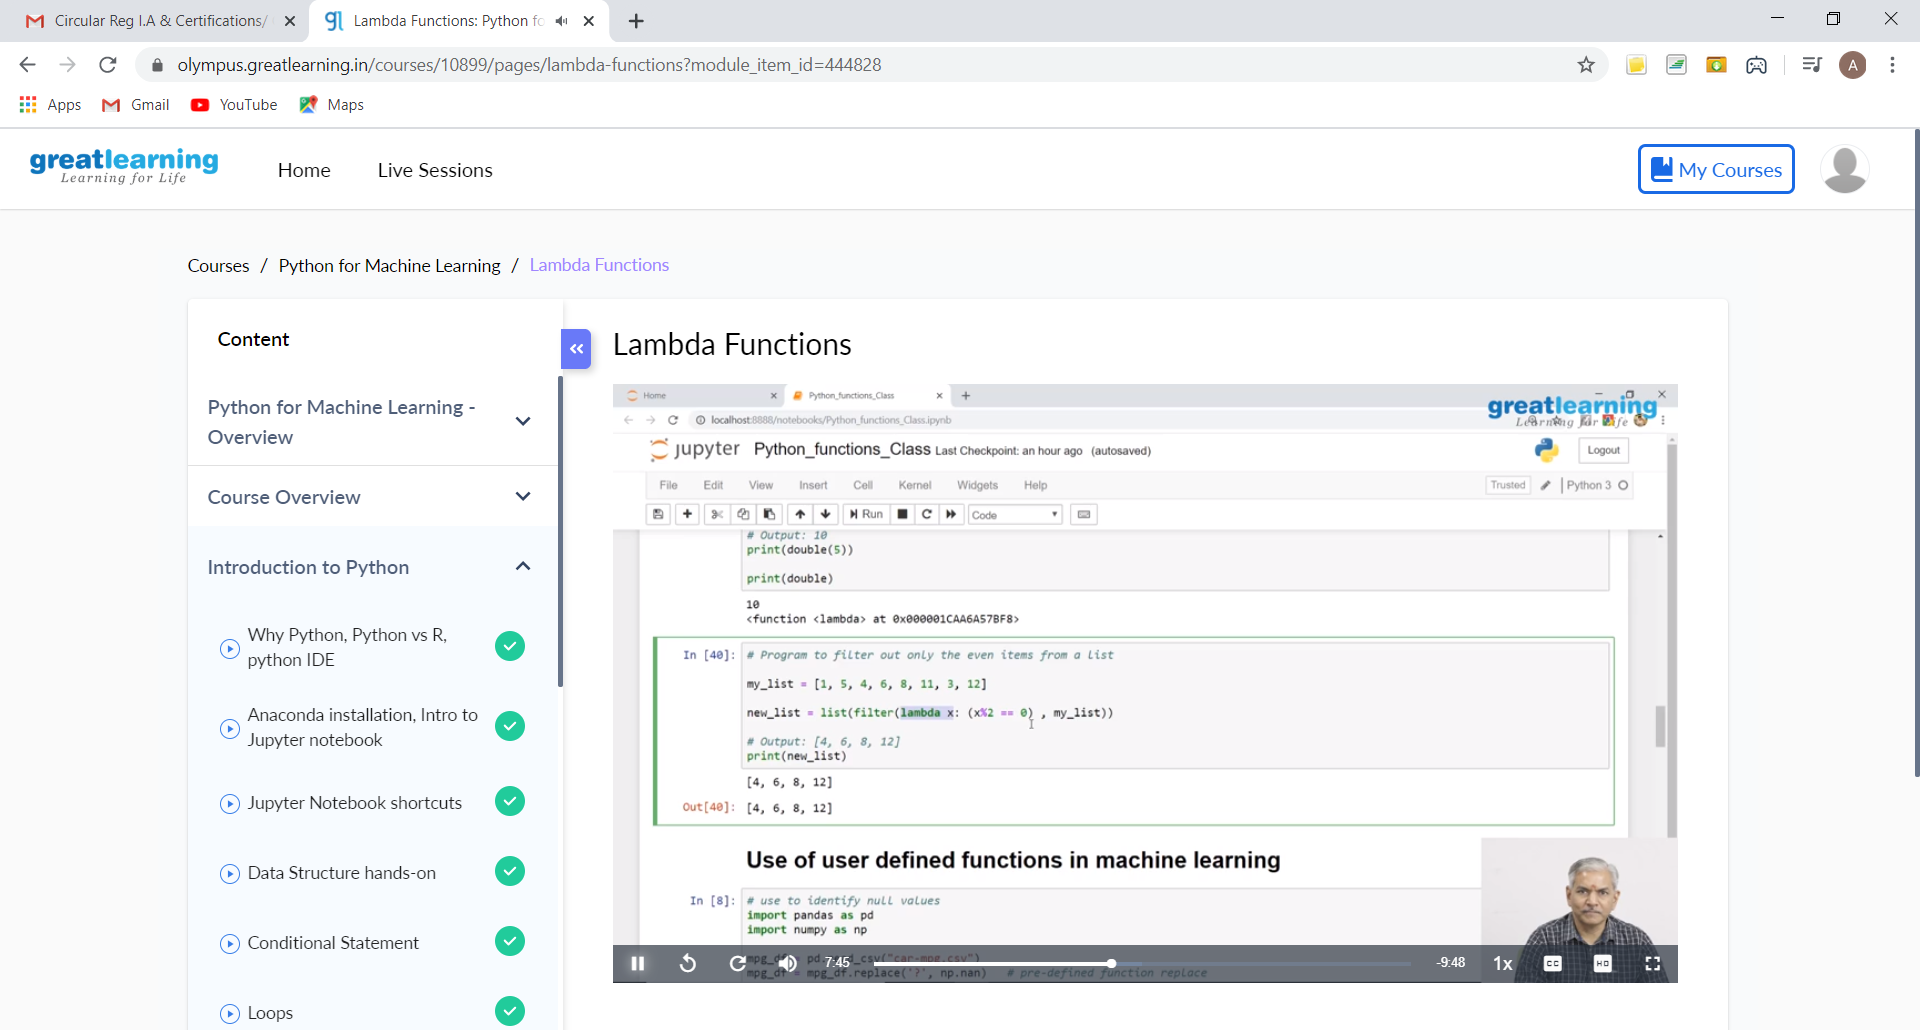 Circular Reg I.A & Certifications/
Lambda Functions: Python fo
olympus.greatlearning.in/courses/10899/pages/lambda-functions?module_item_id=444828
A
Apps
Gmail
YouTube
Maps
greatlearning
Learning for Life
Home
Live Sessions
My Courses
Courses / Python for Machine Learning / Lambda Functions
Content
Python for Machine Learning -
Overview
Course Overview
Introduction to Python
Why Python, Python vs R,
python IDE
Anaconda installation, Intro to
Jupyter notebook
Jupyter Notebook shortcuts
Data Structure hands-on
Conditional Statement
Loops
Lambda Functions
Home
Python_functions_Class
localhost:8888/notebooks/Python_functions_Class.ipynb
greatlearning
Learning for Life
jupyter Python_functions_Class Last Checkpoint: an hour ago (autosaved)
Logout
File Edit View Insert Cell Kernel Widgets Help
Trusted
Python 3
Run
Code
# Output: 10
print(double(5))
print(double)
10
<function <lambda> at 0x000001CAA6A57BF8>
In [40]: # Program to filter out only the even items from a list
my_list = [1, 5, 4, 6, 8, 11, 3, 12]
new_list = list(filter(lambda x: (x%2 == 0) , my_list))
# Output: [4, 6, 8, 12]
print(new_list)
[4, 6, 8, 12]
Out[40]: [4, 6, 8, 12]
Use of user defined functions in machine learning
In [8]: # use to identify null values
import pandas as pd
import numpy as np
mpg_df = pd.read_csv("car-mpg.csv")
mpg_df = mpg_df.replace('?', np.nan) # pre-defined function replace
7:45
-9:48
1x
CC
HD